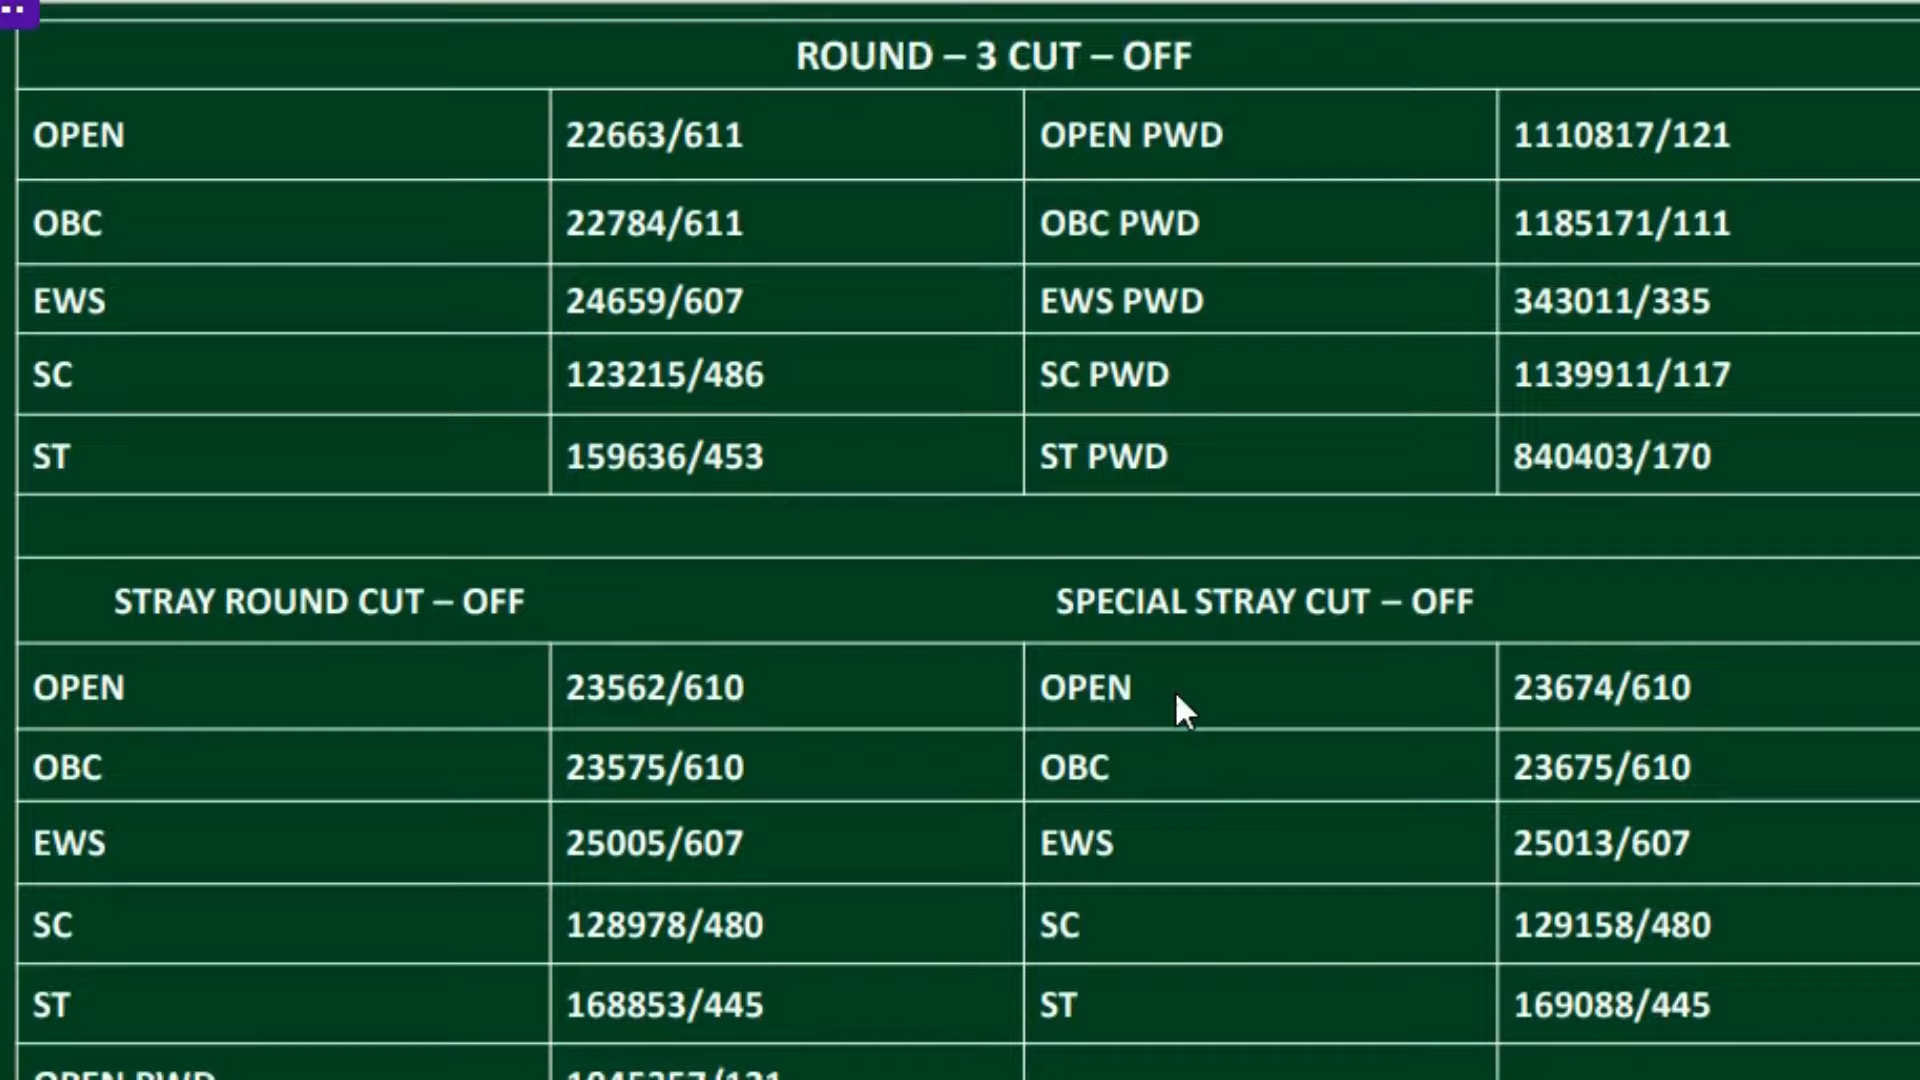 ROUND – 3 CUT – OFF
OPEN 22663/611 OPEN PWD 1110817/121
OBC 22784/611 OBC PWD 1185171/111
EWS 24659/607 EWS PWD 343011/335
SC 123215/486 SC PWD 1139911/117
ST 159636/453 ST PWD 840403/170
STRAY ROUND CUT – OFF SPECIAL STRAY CUT – OFF
OPEN 23562/610 OPEN 23674/610
OBC 23575/610 OBC 23675/610
EWS 25005/607 EWS 25013/607
SC 128978/480 SC 129158/480
ST 168853/445 ST 169088/445
OPEN PWD